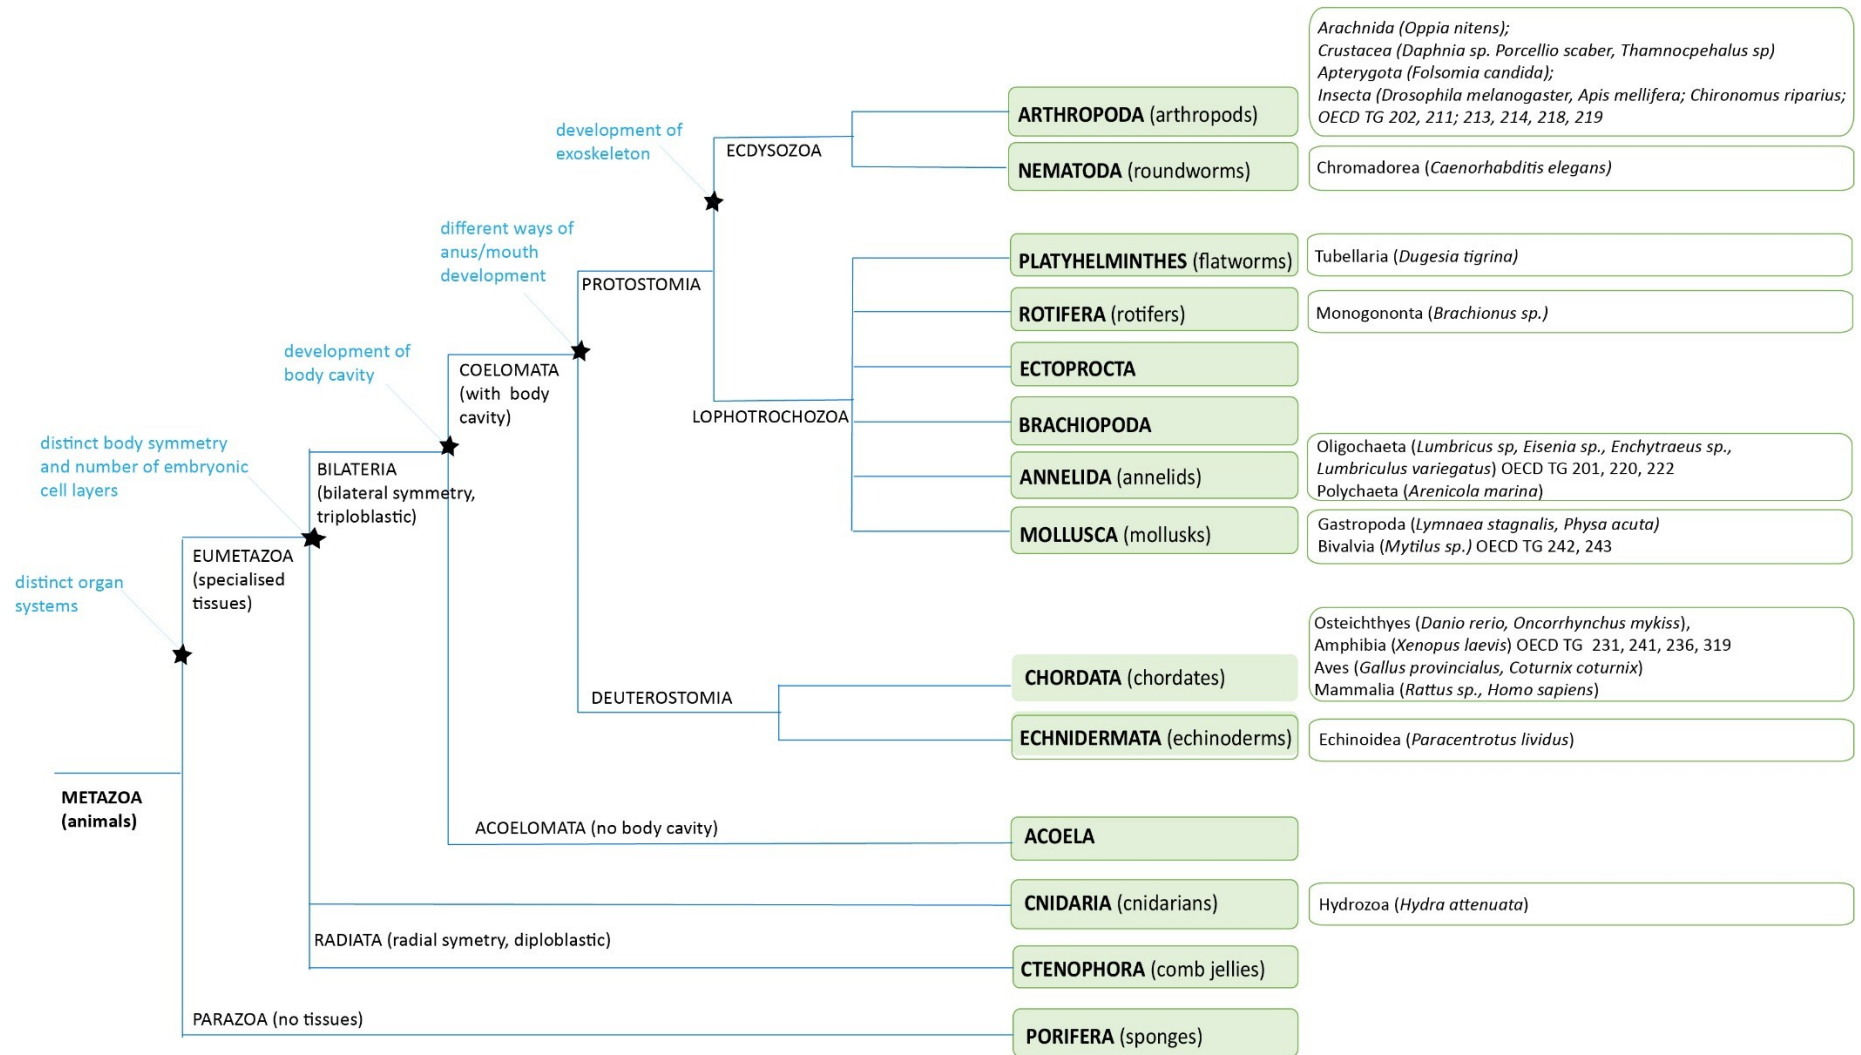 Arachnida (Oppia nitens);
Crustacea (Daphnia sp. Porcellio scaber, Thamnocpehalus sp)
Apterygota (Folsomia candida);
Insecta (Drosophila melanogaster, Apis mellifera; Chironomus riparius;
OECD TG 202, 211; 213, 214, 218, 219
ARTHROPODA (arthropods)
development of
exoskeleton
ECDYSOZOA
NEMATODA (roundworms)
Chromadorea (Caenorhabditis elegans)
different ways of
anus/mouth
development
PROTOSTOMIA
PLATYHELMINTHES (flatworms)
Tubellaria (Dugesia tigrina)
ROTIFERA (rotifers)
Monogononta (Brachionus sp.)
development of
body cavity
COELOMATA
(with body
cavity)
ECTOPROCTA
LOPHOTROCHOZOA
BRACHIOPODA
distinct body symmetry
and number of embryonic
cell layers
BILATERIA
(bilateral symmetry,
triploblastic)
ANNELIDA (annelids)
Oligochaeta (Lumbricus sp, Eisenia sp., Enchytraeus sp.,
Lumbriculus variegatus) OECD TG 201, 220, 222
Polychaeta (Arenicola marina)
MOLLUSCA (mollusks)
Gastropoda (Lymnaea stagnalis, Physa acuta)
Bivalvia (Mytilus sp.) OECD TG 242, 243
EUMETAZOA
(specialised
tissues)
distinct organ
systems
DEUTEROSTOMIA
CHORDATA (chordates)
Osteichthyes (Danio rerio, Oncorrhynchus mykiss),
Amphibia (Xenopus laevis) OECD TG 231, 241, 236, 319
Aves (Gallus provincialus, Coturnix coturnix)
Mammalia (Rattus sp., Homo sapiens)
ECHNIDERMATA (echinoderms)
Echinoidea (Paracentrotus lividus)
METAZOA
(animals)
ACOELOMATA (no body cavity)
ACOELA
CNIDARIA (cnidarians)
Hydrozoa (Hydra attenuata)
RADIATA (radial symetry, diploblastic)
CTENOPHORA (comb jellies)
PARAZOA (no tissues)
PORIFERA (sponges)